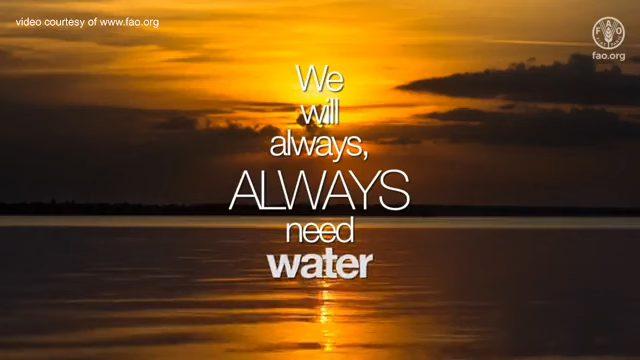 video courtesy of www.fao.org
F A O
fao.org
We
will
always,
ALWAYS
need
water